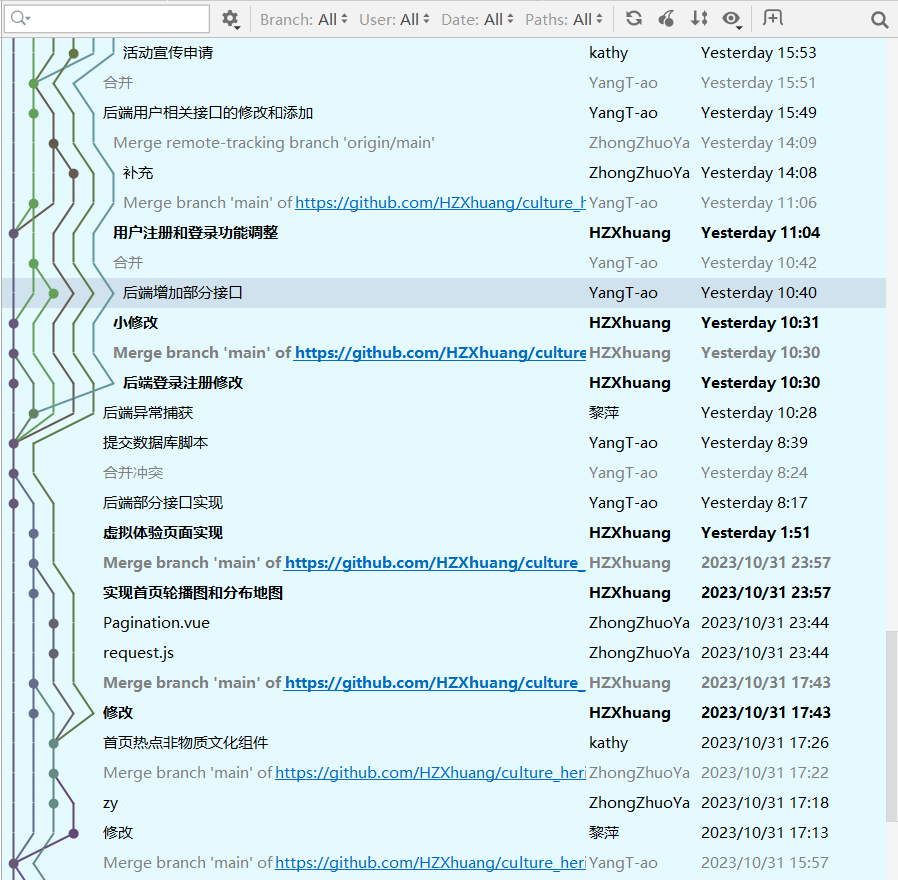 Branch: All User: All Date: All Paths: All
活动宣传申请 kathy Yesterday 15:53
合并 YangT-ao Yesterday 15:51
后端用户相关接口的修改和添加 YangT-ao Yesterday 15:49
Merge remote-tracking branch 'origin/main' ZhongZhuoYa Yesterday 14:09
补充 ZhongZhuoYa Yesterday 14:08
Merge branch 'main' of https://github.com/HZXhuang/culture_h YangT-ao Yesterday 11:06
用户注册和登录功能调整 HZXhuang Yesterday 11:04
合并 YangT-ao Yesterday 10:42
后端增加部分接口 YangT-ao Yesterday 10:40
小修改 HZXhuang Yesterday 10:31
Merge branch 'main' of https://github.com/HZXhuang/culture HZXhuang Yesterday 10:30
后端登录注册修改 HZXhuang Yesterday 10:30
后端异常捕获 黎萍 Yesterday 10:28
提交数据库脚本 YangT-ao Yesterday 8:39
合并冲突 YangT-ao Yesterday 8:24
后端部分接口实现 YangT-ao Yesterday 8:17
虚拟体验页面实现 HZXhuang Yesterday 1:51
Merge branch 'main' of https://github.com/HZXhuang/culture_ HZXhuang 2023/10/31 23:57
实现首页轮播图和分布地图 HZXhuang 2023/10/31 23:57
Pagination.vue ZhongZhuoYa 2023/10/31 23:44
request.js ZhongZhuoYa 2023/10/31 23:44
Merge branch 'main' of https://github.com/HZXhuang/culture_ HZXhuang 2023/10/31 17:43
修改 HZXhuang 2023/10/31 17:43
首页热点非物质文化组件 kathy 2023/10/31 17:26
Merge branch 'main' of https://github.com/HZXhuang/culture_heri ZhongZhuoYa 2023/10/31 17:22
zy ZhongZhuoYa 2023/10/31 17:18
修改 黎萍 2023/10/31 17:13
Merge branch 'main' of https://github.com/HZXhuang/culture_heri YangT-ao 2023/10/31 15:57